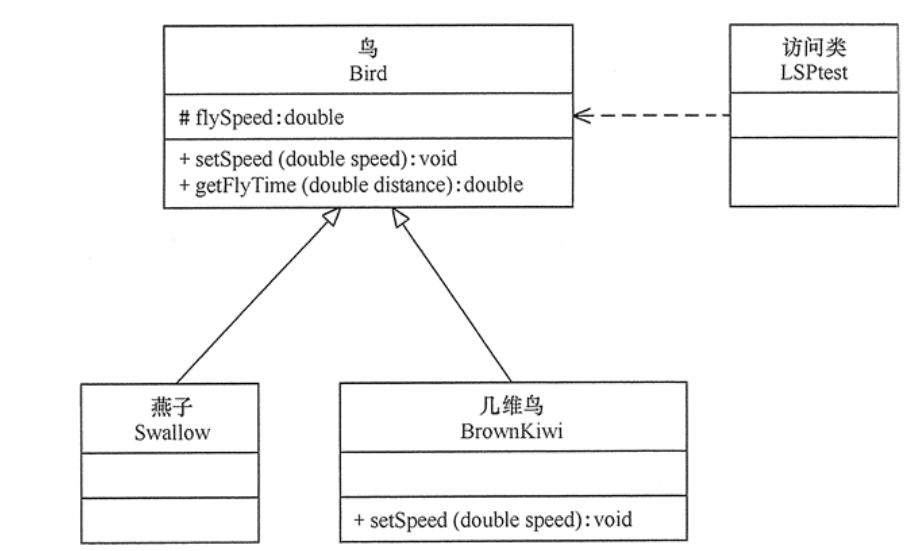 鸟
Bird
# flySpeed:double
+ setSpeed (double speed):void
+ getFlyTime (double distance):double
访问类
LSPtest
燕子
Swallow
几维鸟
BrownKiwi
+ setSpeed (double speed):void